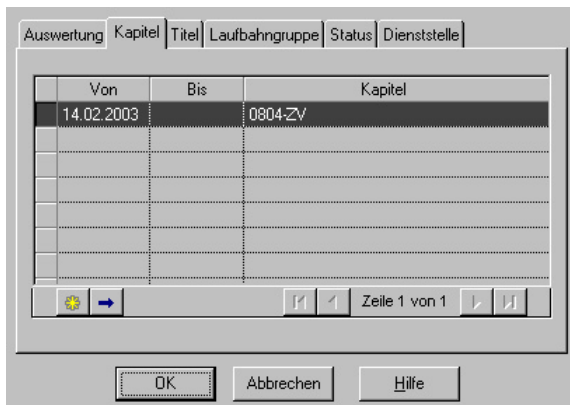 Auswertung Kapitel Titel Laufbahngruppe Status Dienststelle
Von Bis Kapitel
14.02.2003 0804-ZV
Zeile 1 von 1
OK Abbrechen Hilfe